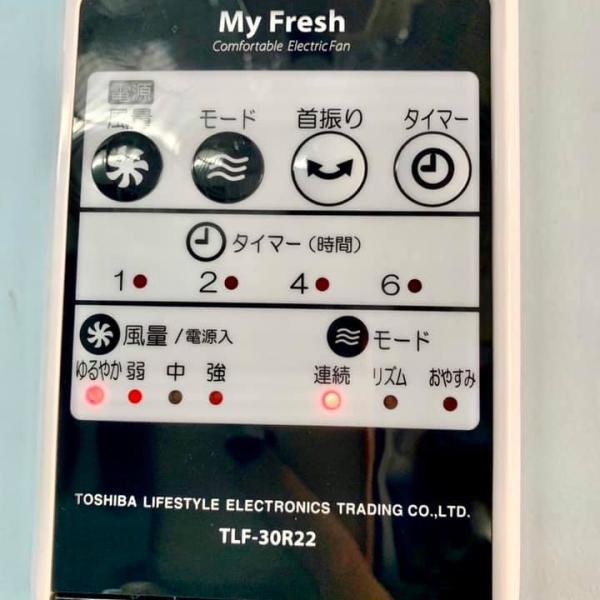 My Fresh
Comfortable Electric Fan
電源
風量 モード 首振り タイマー
タイマー（時間）
1 2 4 6
風量 / 電源入 モード
ゆるやか 弱 中 強 連続 リズム おやすみ
TOSHIBA LIFESTYLE ELECTRONICS TRADING CO.,LTD.
TLF-30R22